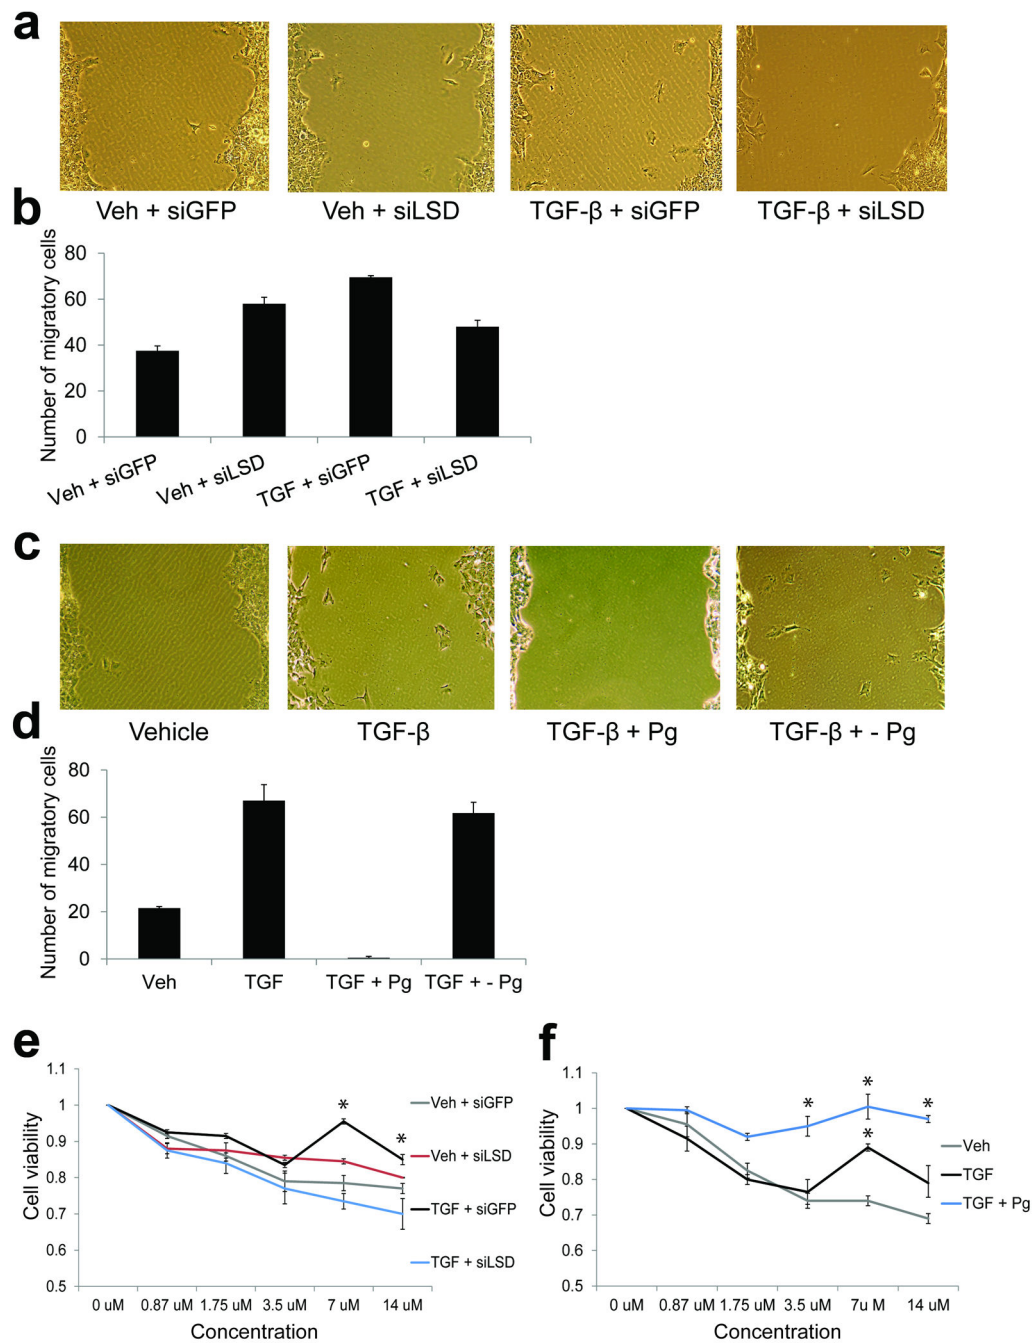 a
Veh + siGFP
Veh + siLSD
TGF-β + siGFP
TGF-β + siLSD
b
Number of migratory cells
80
60
40
20
0
Veh + siGFP
Veh + siLSD
TGF + siGFP
TGF + siLSD
c
Vehicle
TGF-β
TGF-β + Pg
TGF-β + - Pg
d
Number of migratory cells
80
60
40
20
0
Veh
TGF
TGF + Pg
TGF + - Pg
e
Cell viability
1.1
1
0.9
0.8
0.7
0.6
0.5
*
*
Veh + siGFP
Veh + siLSD
TGF + siGFP
TGF + siLSD
0 uM
0.87 uM
1.75 uM
3.5 uM
7 uM
14 uM
Concentration
f
Cell viability
1.1
1
0.9
0.8
0.7
0.6
0.5
*
*
*
*
Veh
TGF
TGF + Pg
0 uM
0.87 uM
1.75 uM
3.5 uM
7u M
14 uM
Concentration